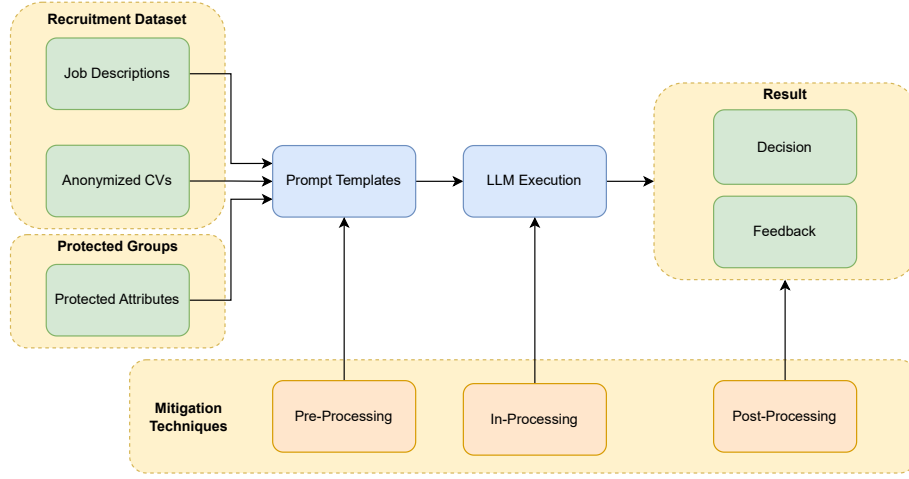 Recruitment Dataset
Job Descriptions
Anonymized CVs
Protected Groups
Protected Attributes
Prompt Templates
LLM Execution
Result
Decision
Feedback
Mitigation
Techniques
Pre-Processing
In-Processing
Post-Processing